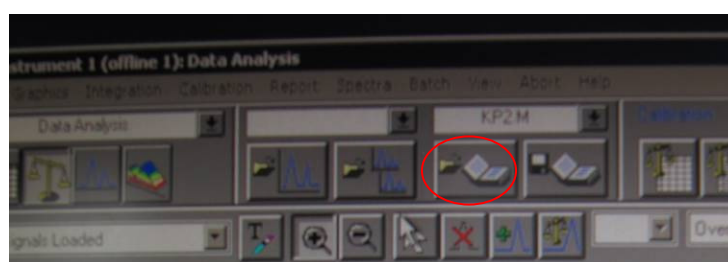 strument 1 (offline 1): Data Analysis
Graphics Integration Calibration Report Spectra Batch View Abort Help
Data Analysis KP2.M Calibration
ignals Loaded Over